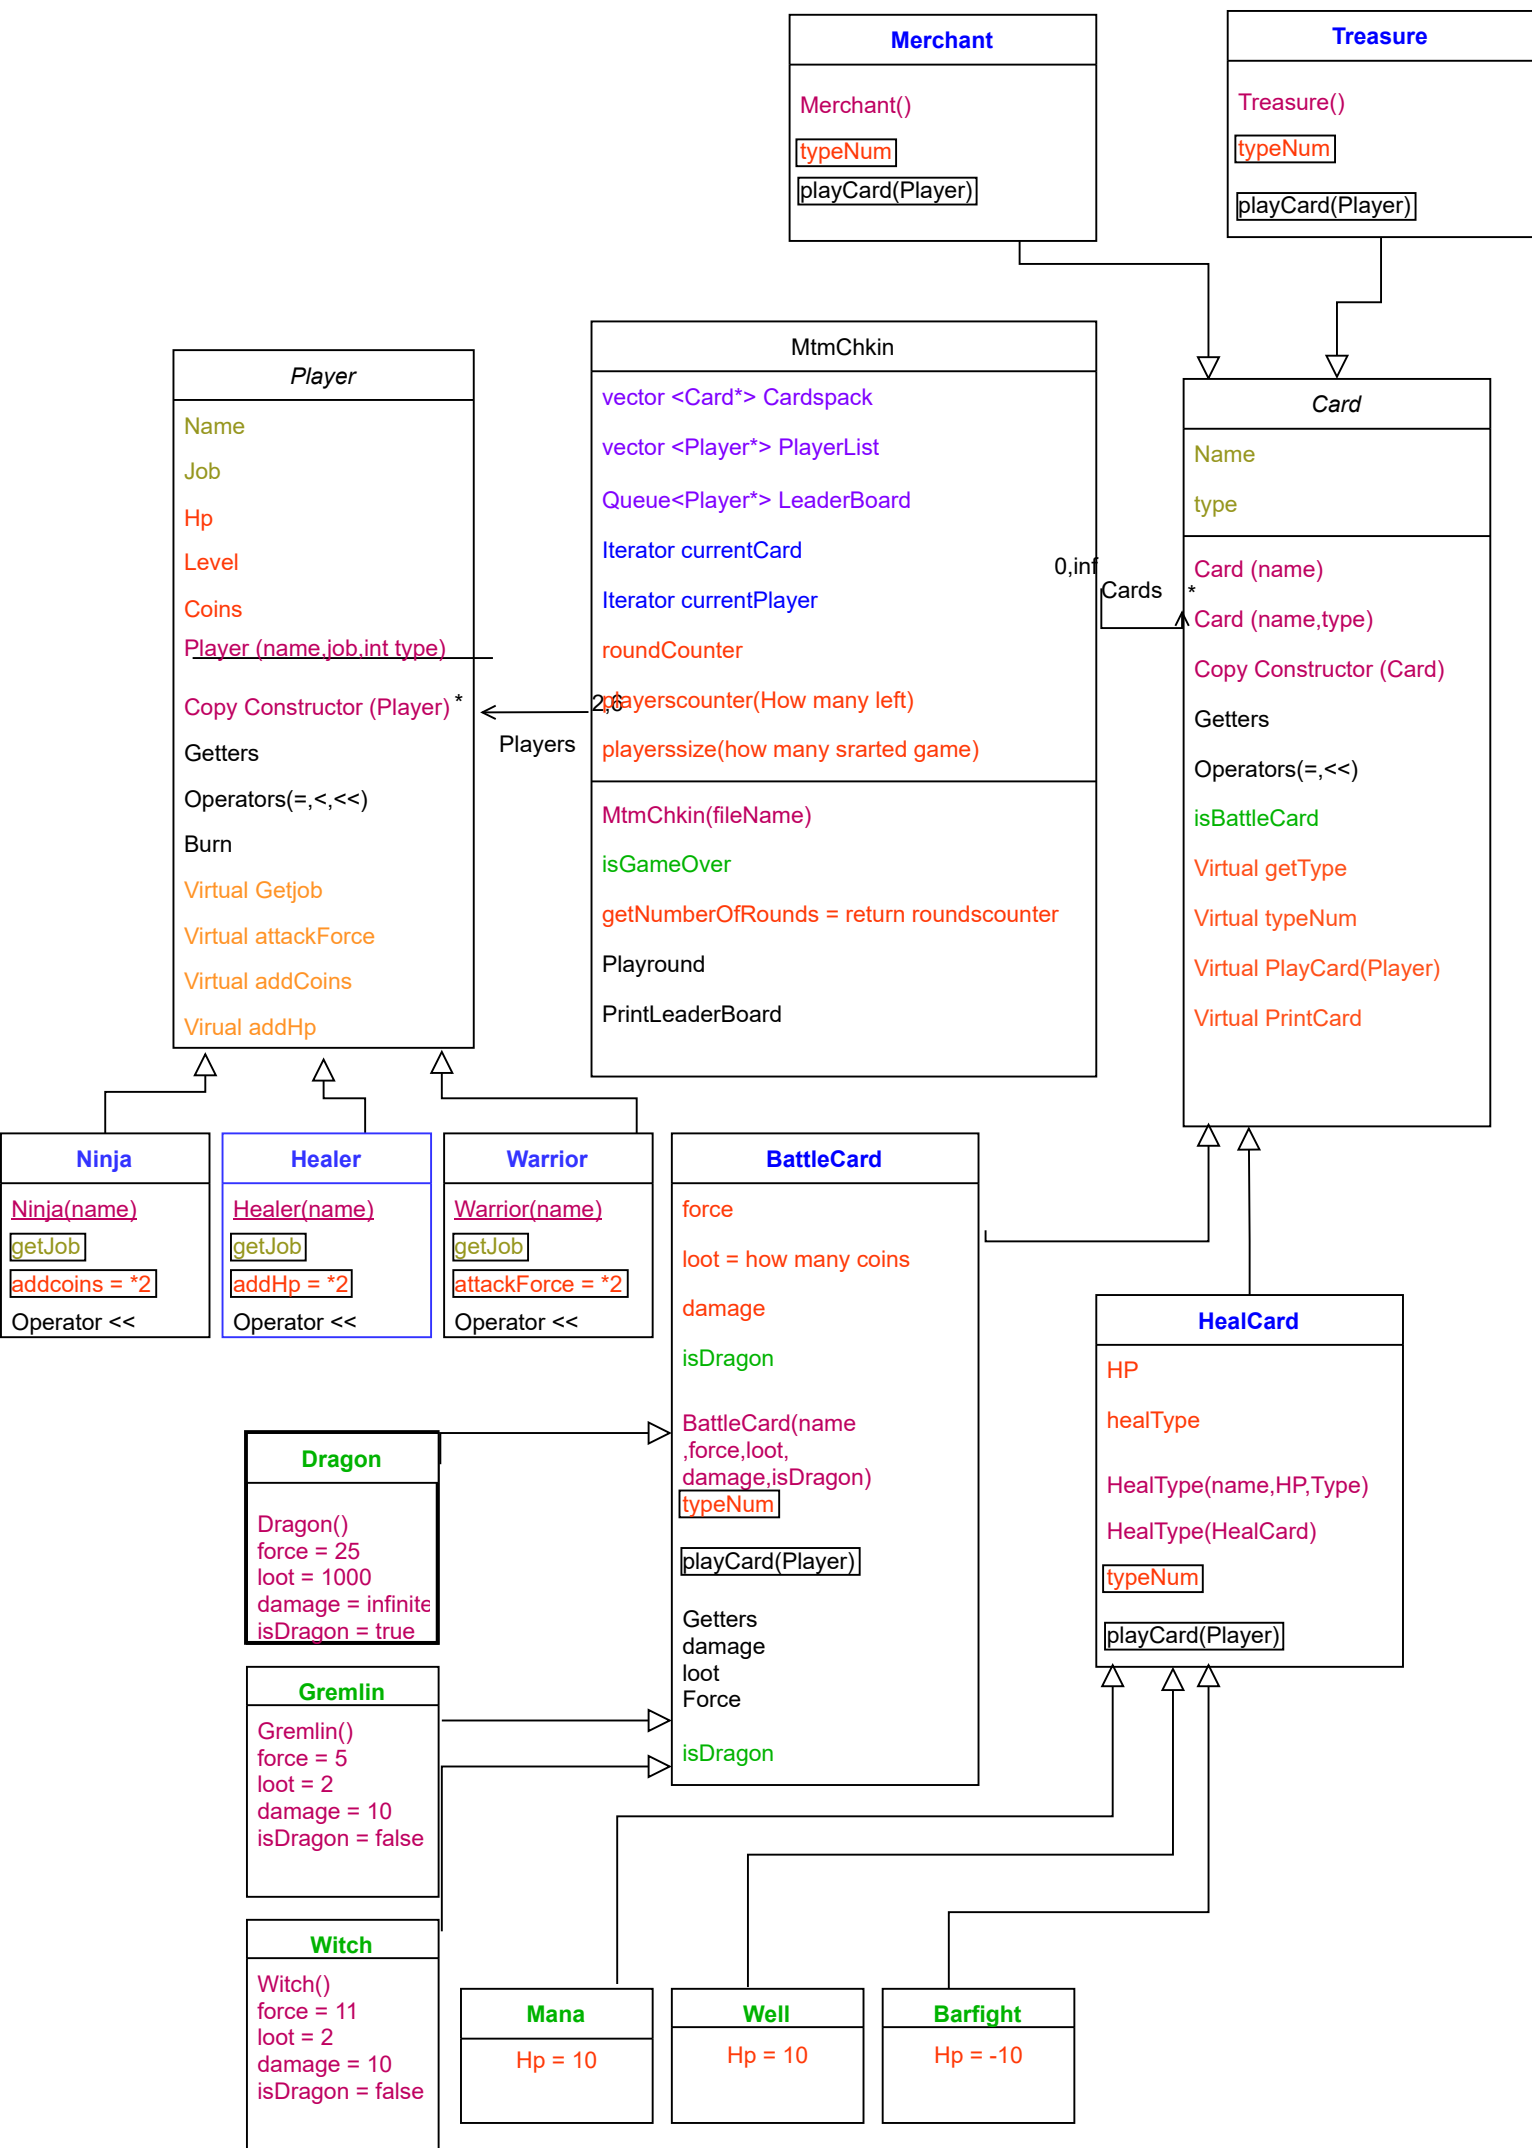 Merchant
Merchant()
typeNum
playCard(Player)
Treasure
Treasure()
typeNum
playCard(Player)
Player
Name
Job
Hp
Level
Coins
Player (name,job,int type)
Copy Constructor (Player)
*
Getters
Operators(=,<,<<)
Burn
Virtual Getjob
Virtual attackForce
Virtual addCoins
Virual addHp
2,6
Players
MtmChkin
vector <Card*> Cardspack
vector <Player*> PlayerList
Queue<Player*> LeaderBoard
Iterator currentCard
Iterator currentPlayer
roundCounter
playerscounter(How many left)
playerssize(how many srarted game)
MtmChkin(fileName)
isGameOver
getNumberOfRounds = return roundscounter
Playround
PrintLeaderBoard
0,inf
Cards
*
Card
Name
type
Card (name)
Card (name,type)
Copy Constructor (Card)
Getters
Operators(=,<<)
isBattleCard
Virtual getType
Virtual typeNum
Virtual PlayCard(Player)
Virtual PrintCard
Ninja
Ninja(name)
getJob
addcoins = *2
Operator <<
Healer
Healer(name)
getJob
addHp = *2
Operator <<
Warrior
Warrior(name)
getJob
attackForce = *2
Operator <<
BattleCard
force
loot = how many coins
damage
isDragon
BattleCard(name
,force,loot,
damage,isDragon)
typeNum
playCard(Player)
Getters
damage
loot
Force
isDragon
HealCard
HP
healType
HealType(name,HP,Type)
HealType(HealCard)
typeNum
playCard(Player)
Dragon
Dragon()
force = 25
loot = 1000
damage = infinite
isDragon = true
Gremlin
Gremlin()
force = 5
loot = 2
damage = 10
isDragon = false
Witch
Witch()
force = 11
loot = 2
damage = 10
isDragon = false
Mana
Hp = 10
Well
Hp = 10
Barfight
Hp = -10